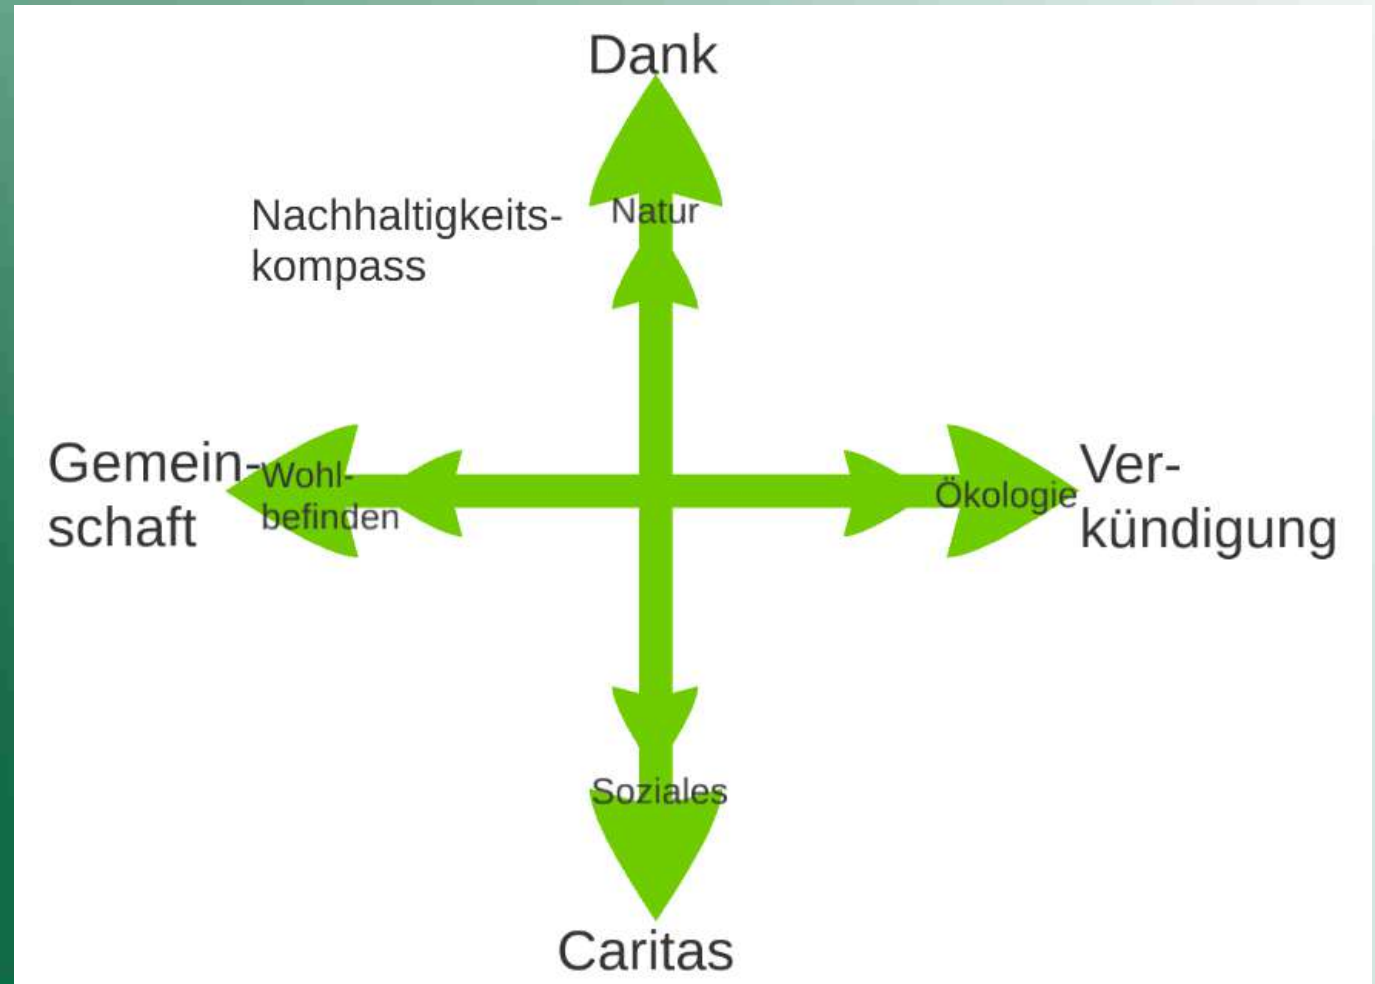 Dank
Natur
Nachhaltigkeits-
kompass
Gemein-
schaft
Wohl-
befinden
Ökologie
Ver-
kündigung
Soziales
Caritas